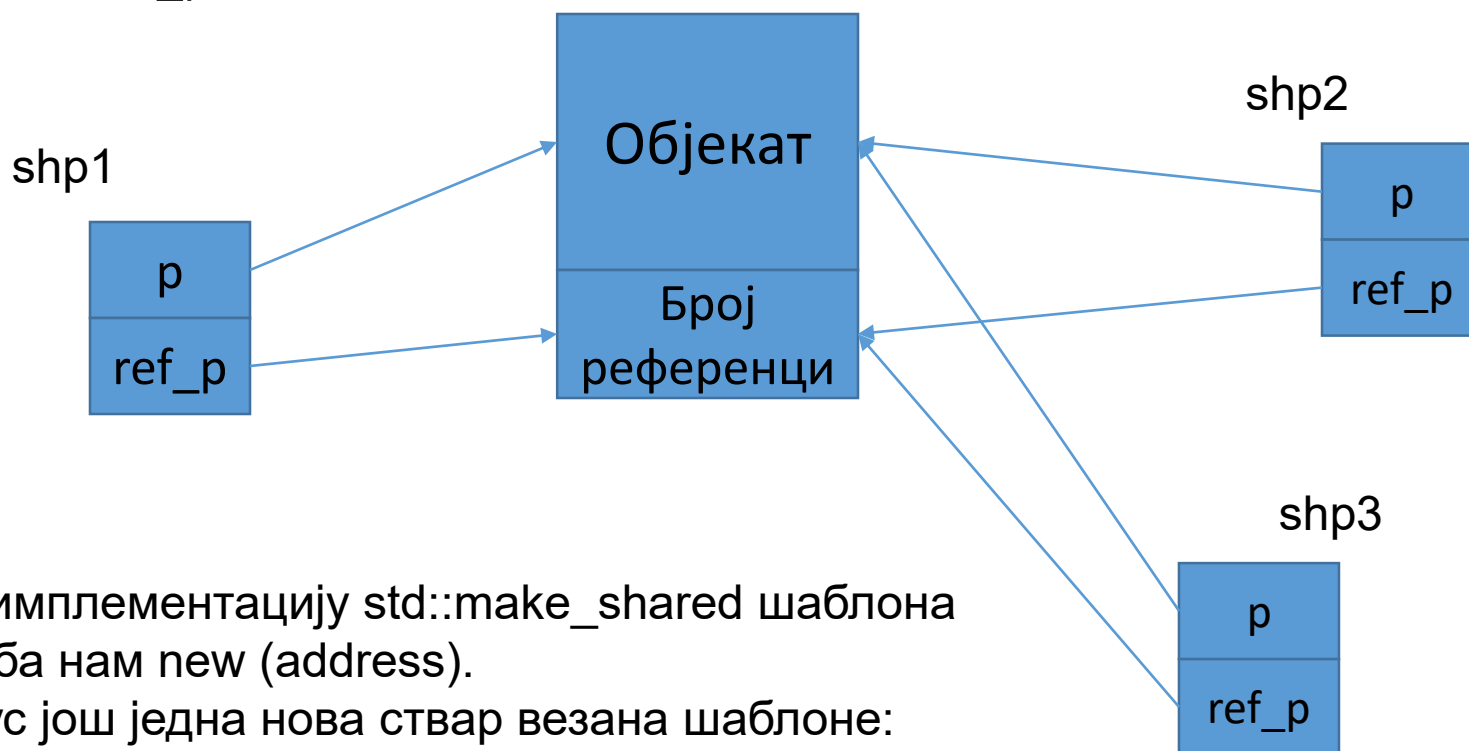 shp1
p
ref_p
Објекат
Број
референци
shp2
p
ref_p
shp3
p
ref_p
имплементацију std::make_shared шаблона
ба нам new (address).
ус још једна нова ствар везана шаблоне: